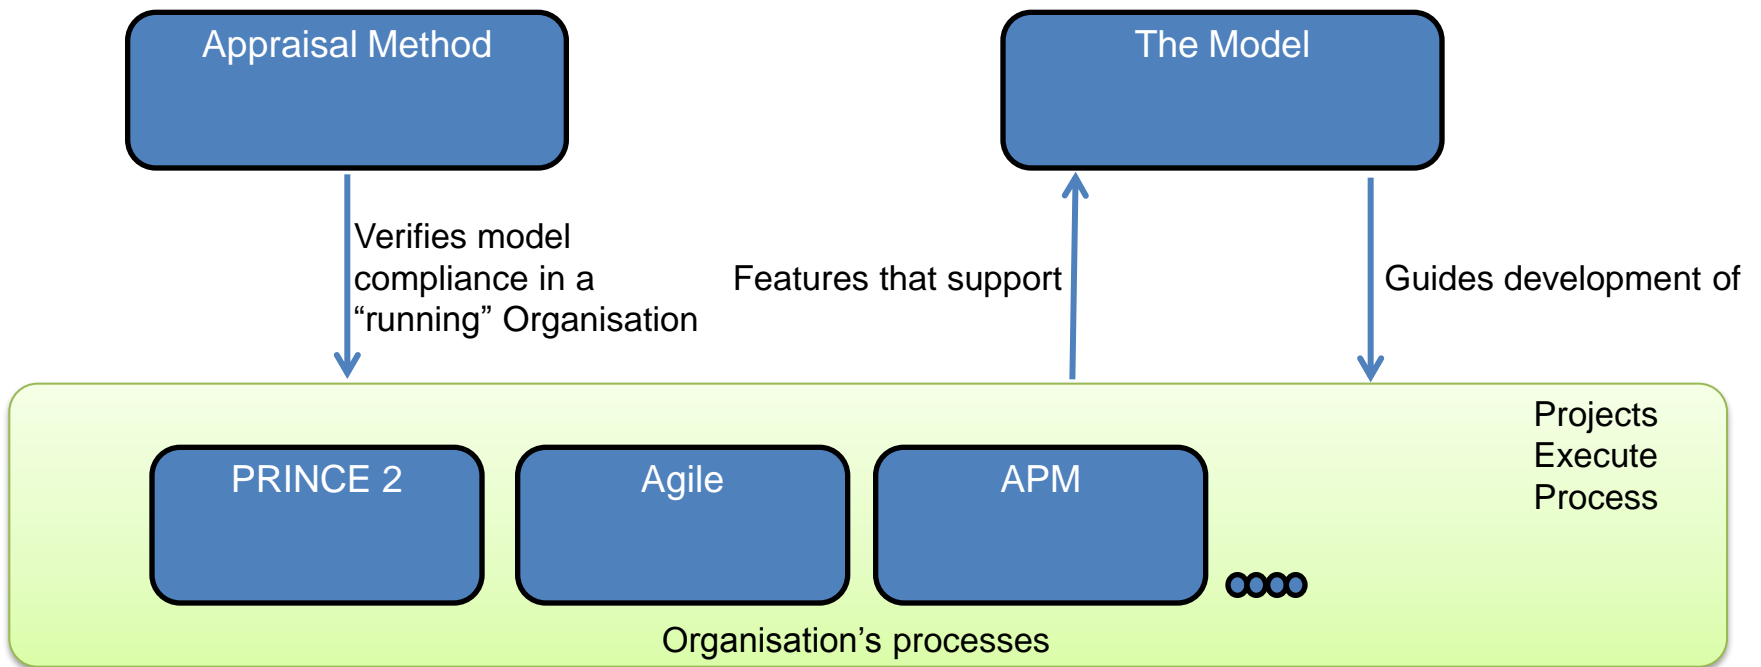 Appraisal Method
The Model
Verifies model
compliance in a
“running” Organisation
Features that support
Guides development of
Projects
Execute
Process
PRINCE 2
Agile
APM
Organisation’s processes